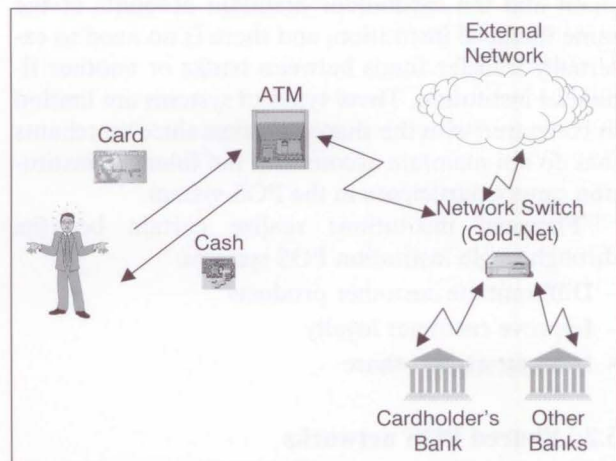 External
Network
ATM
Card
Cash
Network Switch
(Gold-Net)
Cardholder's
Bank
Other
Banks